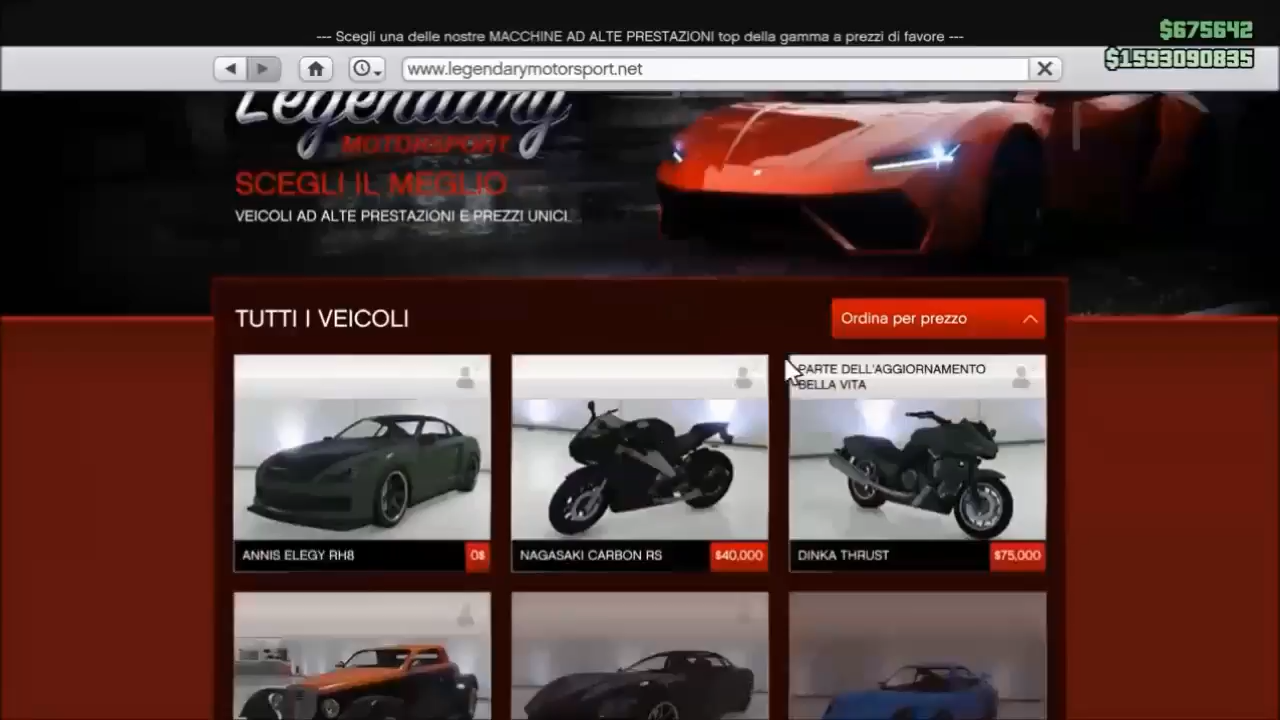 --- Scegli una delle nostre MACCHINE AD ALTE PRESTAZIONI top della gamma a prezzi di favore ---
$675642
$1593090835
www.legendarymotorsport.net
Legendary
MOTORSPORT
SCEGLI IL MEGLIO
VEICOLI AD ALTE PRESTAZIONI E PREZZI UNICI.
TUTTI I VEICOLI
Ordina per prezzo
PARTE DELL'AGGIORNAMENTO
BELLA VITA
ANNIS ELEGY RH8
0$
NAGASAKI CARBON RS
$40,000
DINKA THRUST
$75,000